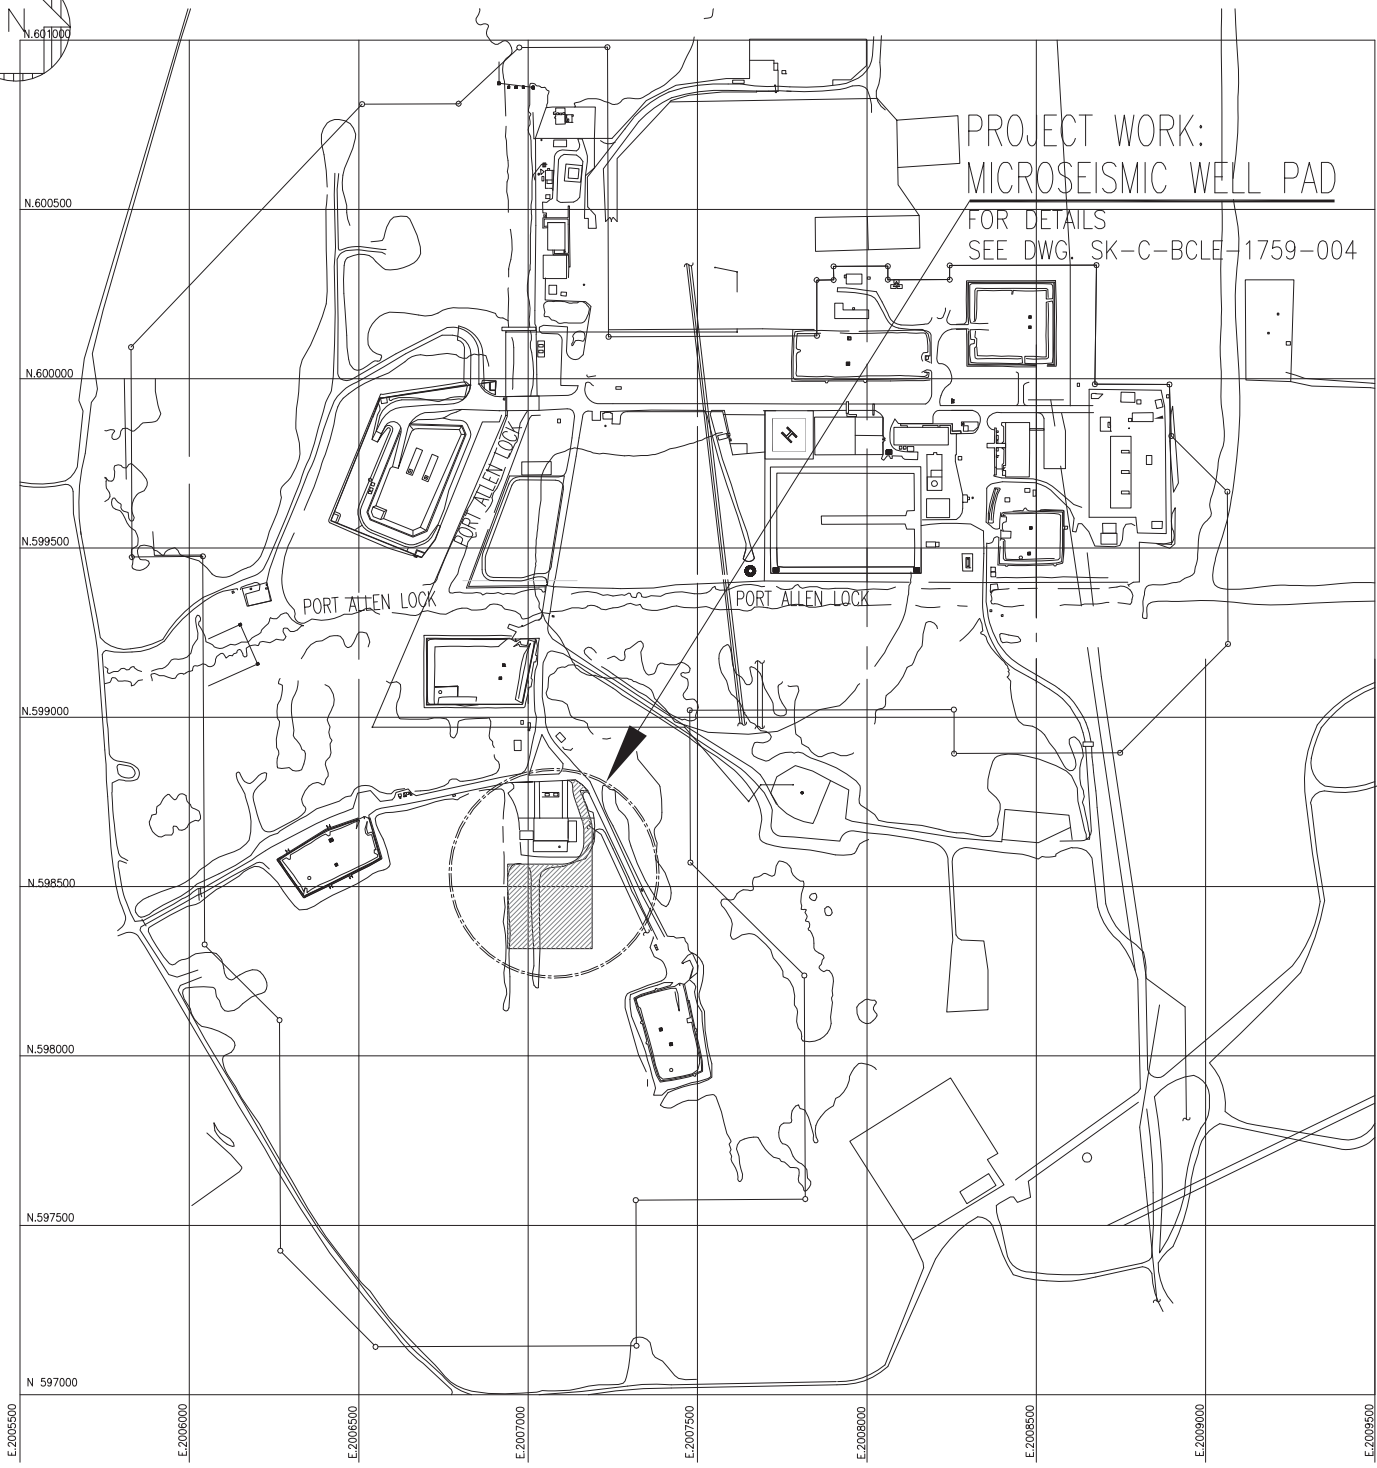 N
N.601000
PROJECT WORK:
MICROSEISMIC WELL PAD
N.600500
FOR DETAILS
SEE DWG. SK-C-BCLE-1759-004
N.600000
H
PORT ALLEN LOCK
N.599500
PORT ALLEN LOCK
PORT ALLEN LOCK
N.599000
N.598500
N.598000
N.597500
N 597000
E.2005500
E.2006000
E.2006500
E.2007000
E.2007500
E.2008000
E.2008500
E.2009000
E.2009500